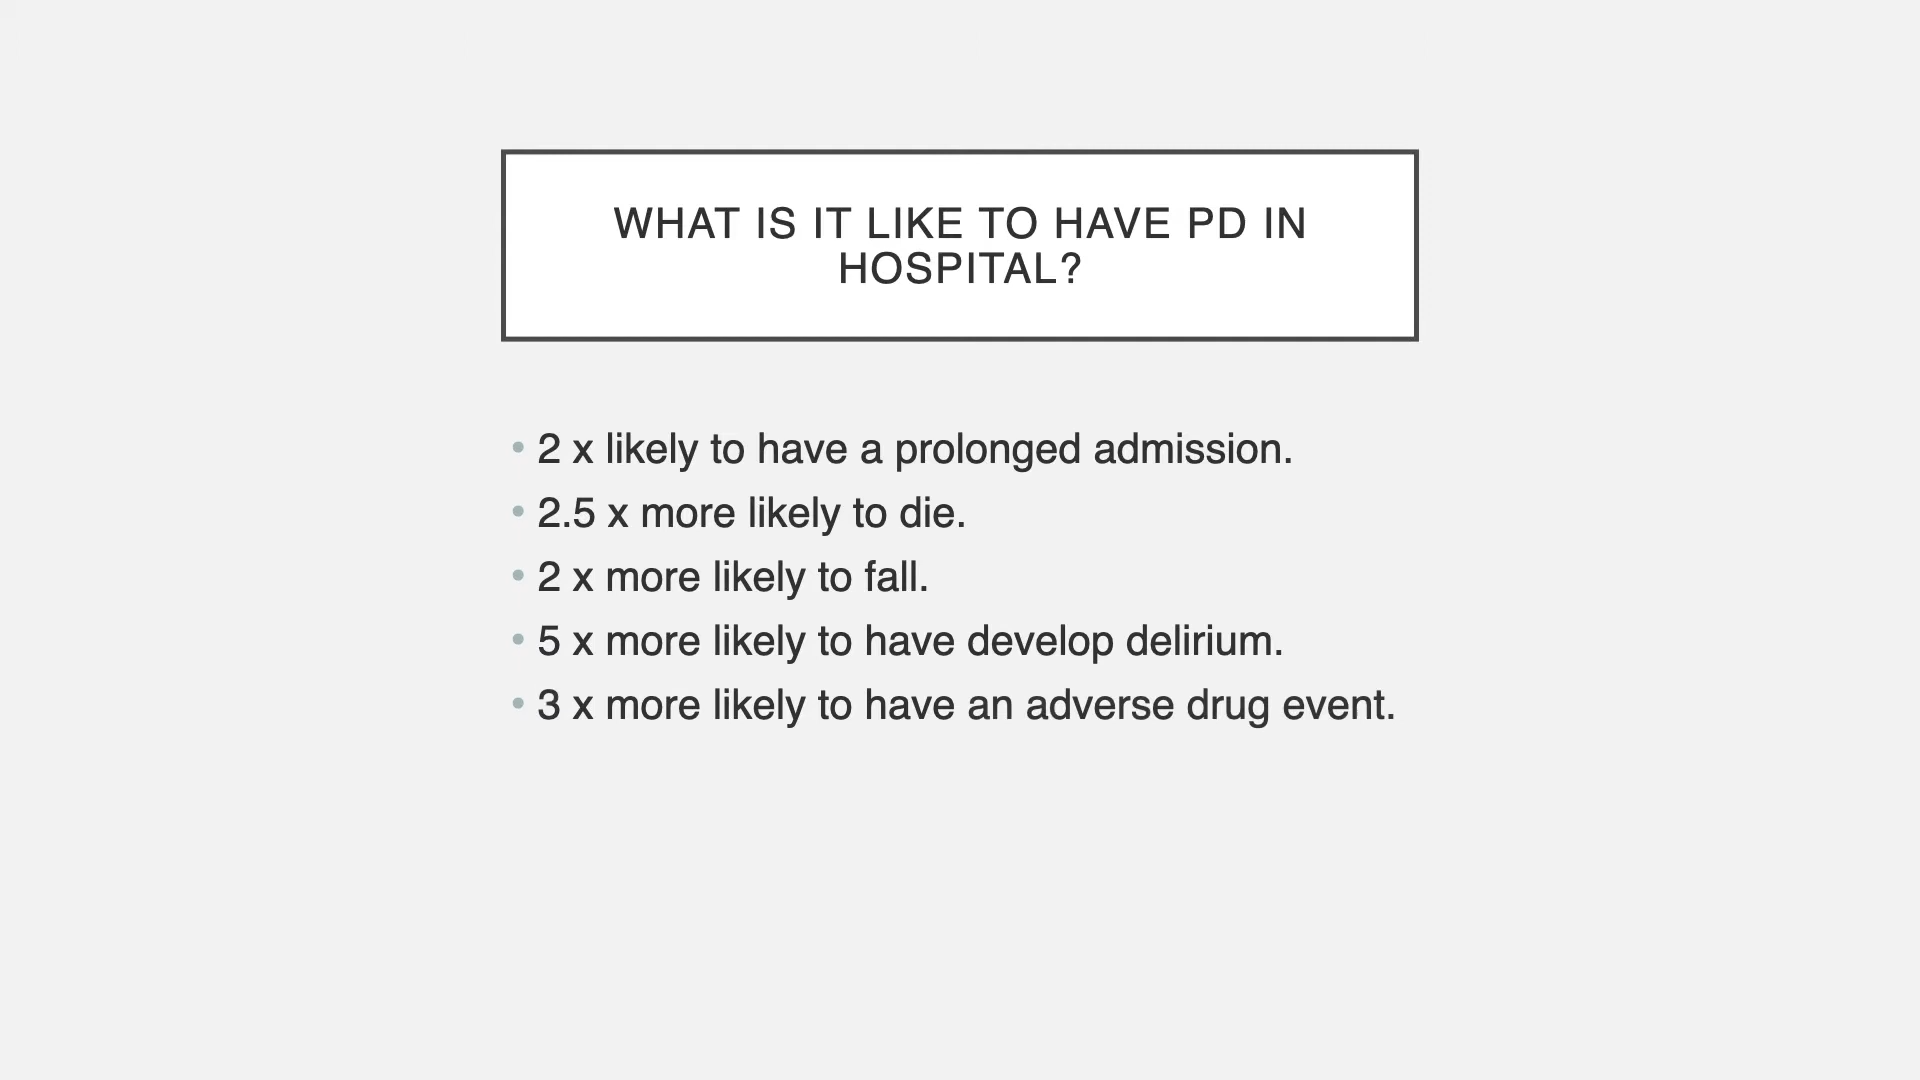 WHAT IS IT LIKE TO HAVE PD IN
HOSPITAL?
• 2 x likely to have a prolonged admission.
• 2.5 x more likely to die.
• 2 x more likely to fall.
• 5 x more likely to have develop delirium.
• 3 x more likely to have an adverse drug event.